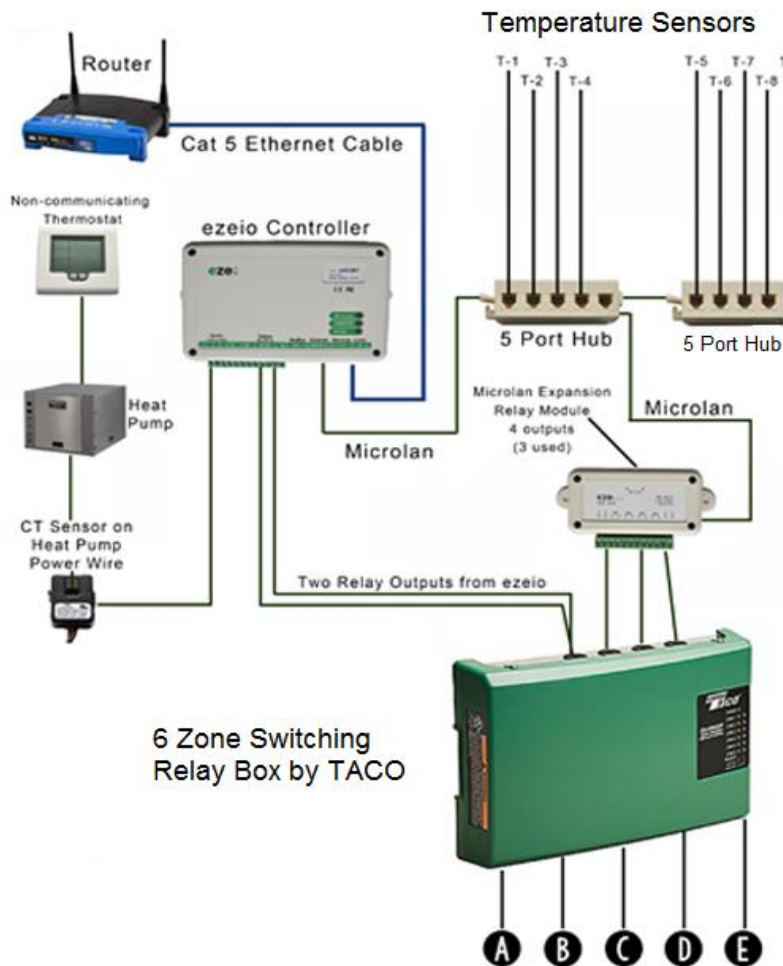 Temperature Sensors
Router
T-1
T-2
T-3
T-4
T-5
T-6
T-7
T-8
Cat 5 Ethernet Cable
Non-communicating
Thermostat
ezeio Controller
eze
5 Port Hub
5 Port Hub
Heat
Pump
Microlan Expansion
Relay Module
4 outputs
(3 used)
Microlan
Microlan
eze
CT Sensor on
Heat Pump
Power Wire
Two Relay Outputs from ezeio
Taco
6 Zone Switching
Relay Box by TACO
A
B
C
D
E